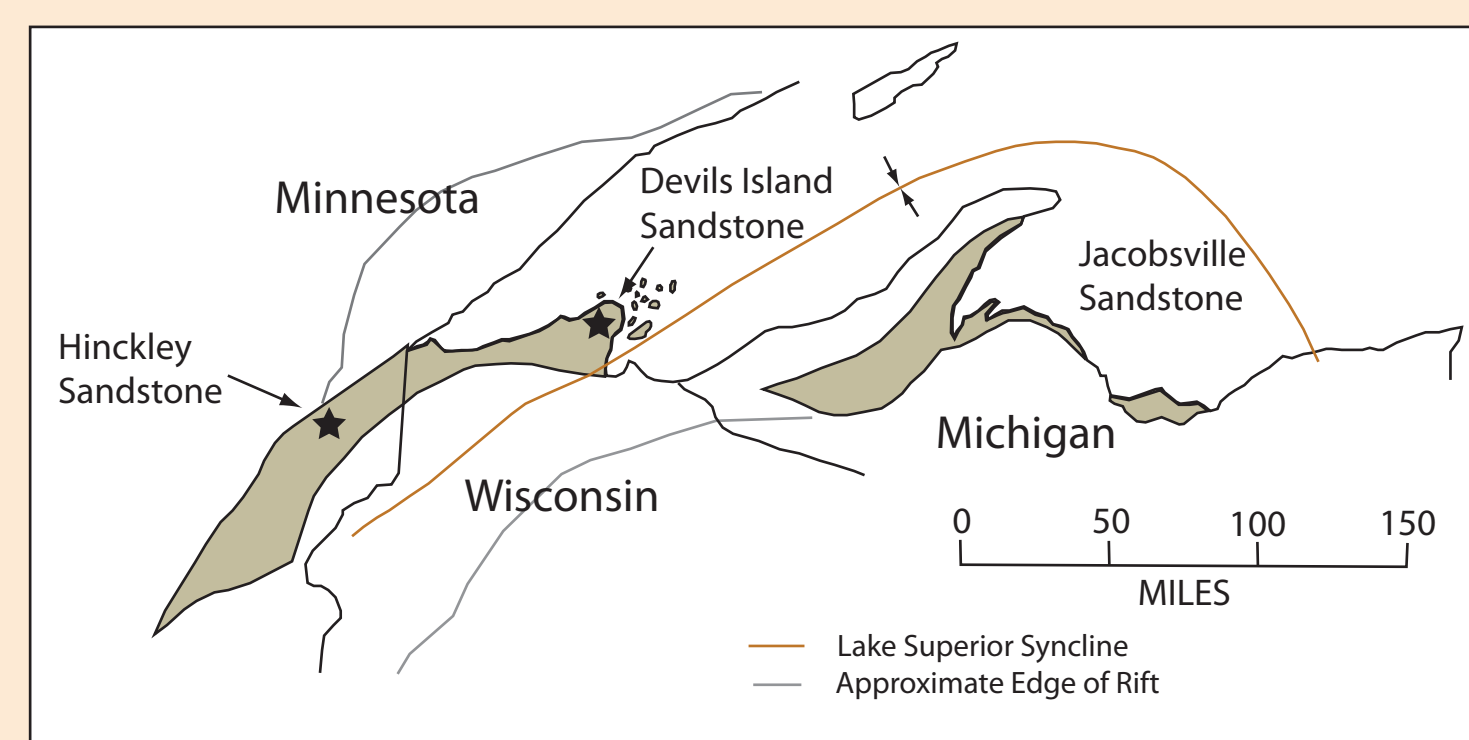 Minnesota
Devils Island
Sandstone
Jacobsville
Sandstone
Hinckley
Sandstone
Michigan
Wisconsin
0 50 100 150
MILES
Lake Superior Syncline
Approximate Edge of Rift